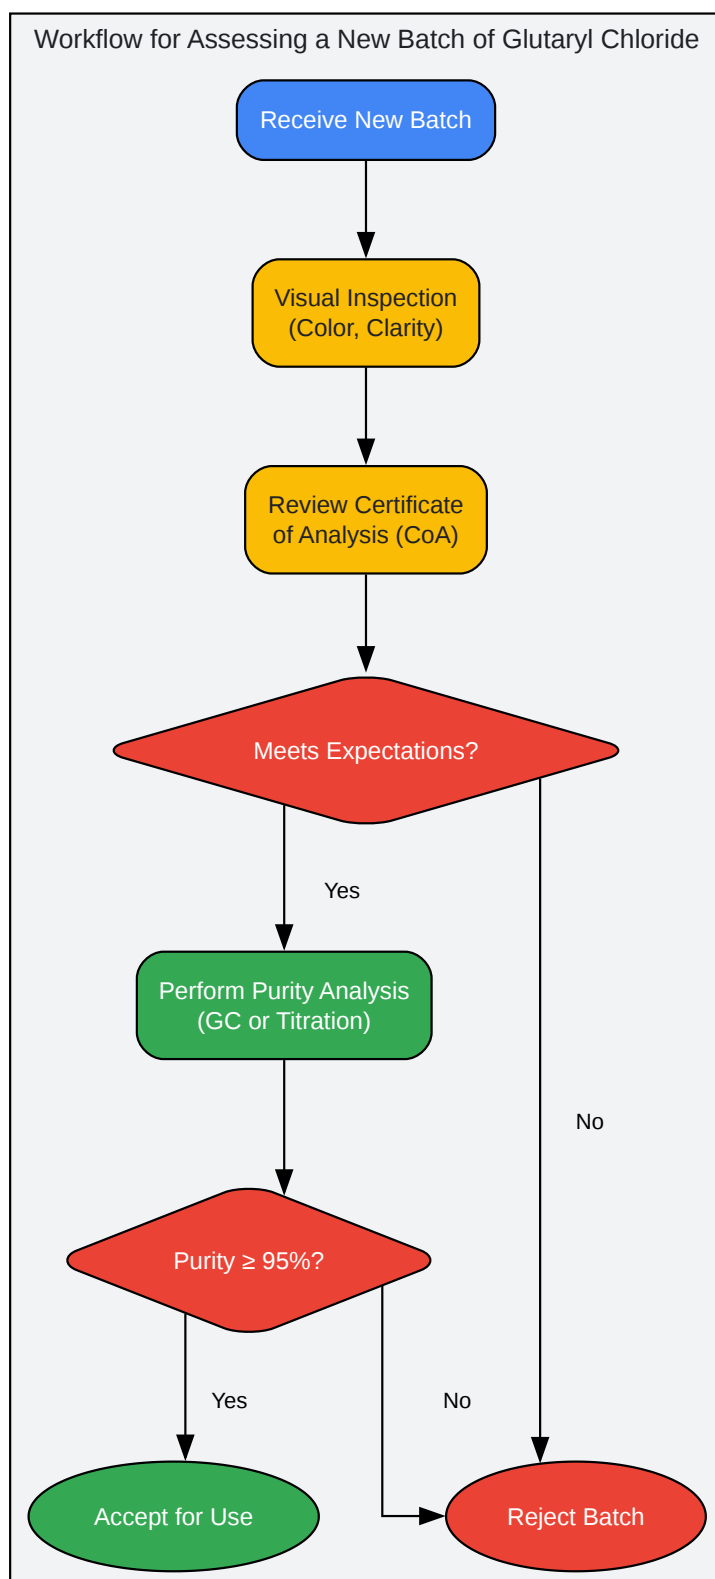 Workflow for Assessing a New Batch of Glutaryl Chloride
Receive New Batch
Visual Inspection
(Color, Clarity)
Review Certificate
of Analysis (CoA)
Meets Expectations?
Yes
Perform Purity Analysis
(GC or Titration)
No
Purity ≥ 95%?
Yes
No
Accept for Use
Reject Batch